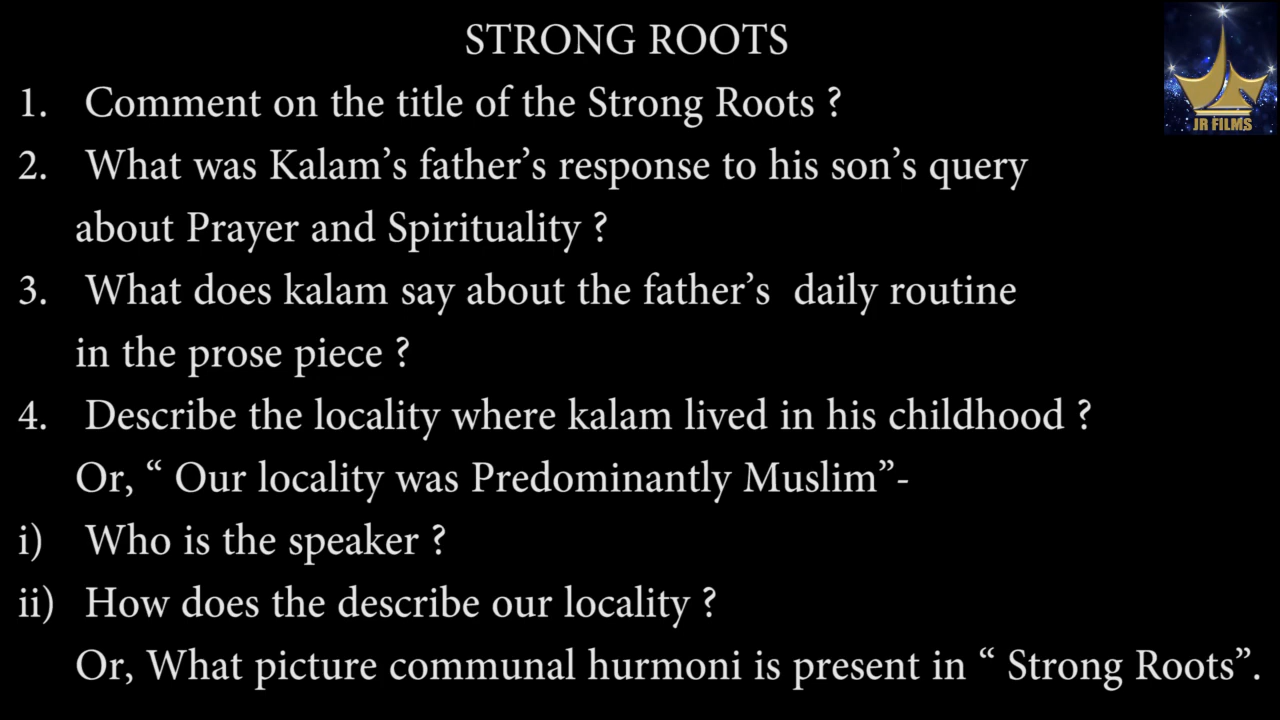 STRONG ROOTS
JR FILMS
1. Comment on the title of the Strong Roots ?
2. What was Kalam’s father’s response to his son’s query
about Prayer and Spirituality ?
3. What does kalam say about the father’s daily routine
in the prose piece ?
4. Describe the locality where kalam lived in his childhood ?
Or, “ Our locality was Predominantly Muslim”-
i) Who is the speaker ?
ii) How does the describe our locality ?
Or, What picture communal hurmoni is present in “ Strong Roots”.